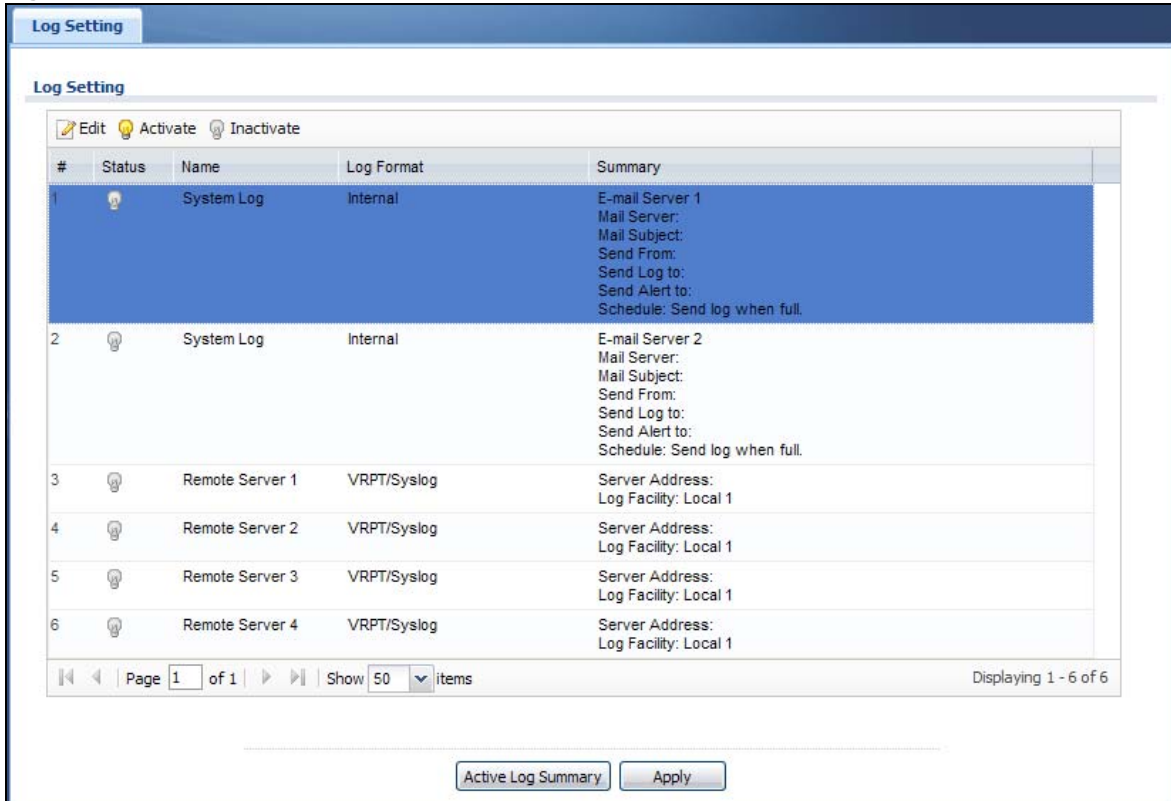 Log Setting
Log Setting
Edit Activate Inactivate
# Status Name Log Format Summary
1 System Log Internal E-mail Server 1
Mail Server:
Mail Subject:
Send From:
Send Log to:
Send Alert to:
Schedule: Send log when full.
2 System Log Internal E-mail Server 2
Mail Server:
Mail Subject:
Send From:
Send Log to:
Send Alert to:
Schedule: Send log when full.
3 Remote Server 1 VRPT/Syslog Server Address:
Log Facility: Local 1
4 Remote Server 2 VRPT/Syslog Server Address:
Log Facility: Local 1
5 Remote Server 3 VRPT/Syslog Server Address:
Log Facility: Local 1
6 Remote Server 4 VRPT/Syslog Server Address:
Log Facility: Local 1
Page 1 of 1 Show 50 items Displaying 1 - 6 of 6
Active Log Summary Apply